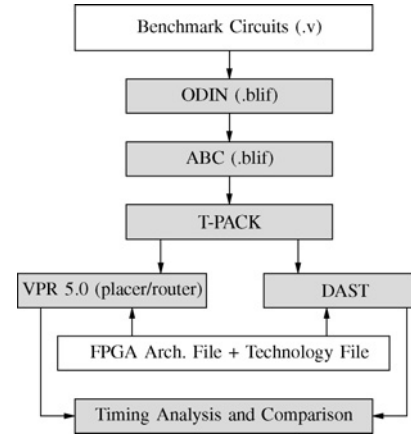 Benchmark Circuits (.v)
ODIN (.blif)
ABC (.blif)
T-PACK
VPR 5.0 (placer/router)
DAST
FPGA Arch. File + Technology File
Timing Analysis and Comparison